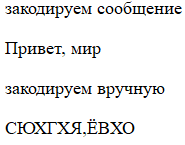 закодируем сообщение
Привет, мир
закодируем вручную
СЮХГХЯ,ЁВХО